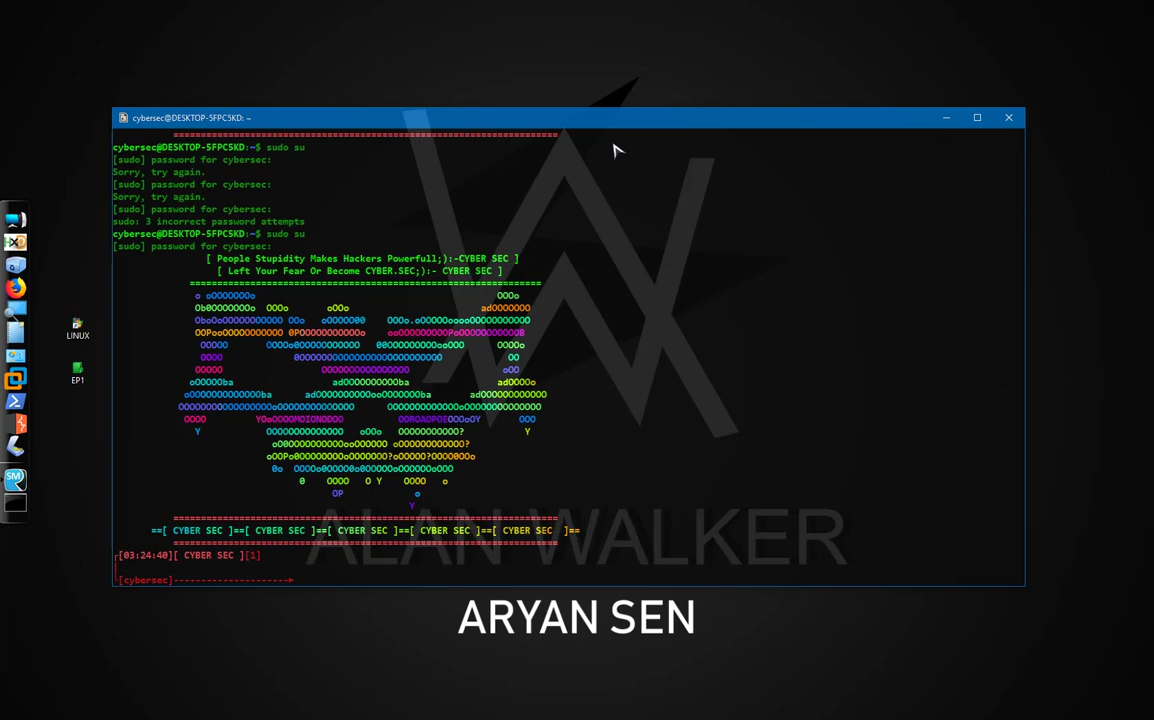 cybersec@DESKTOP-5FPC5KD: ~
=======================================================
cybersec@DESKTOP-5FPC5KD:~$ sudo su
[sudo] password for cybersec:
Sorry, try again.
[sudo] password for cybersec:
Sorry, try again.
[sudo] password for cybersec:
sudo: 3 incorrect password attempts
cybersec@DESKTOP-5FPC5KD:~$ sudo su
[sudo] password for cybersec:
[ People Stupidity Makes Hackers Powerfull;):-CYBER SEC ]
[ Left Your Fear Or Become CYBER.SEC;):- CYBER SEC ]
==[ CYBER SEC ]==[ CYBER SEC ]==[ CYBER SEC ]==[ CYBER SEC ]==[ CYBER SEC ]==
[03:24:40][ CYBER SEC ][1]
[cybersec]---------------------►
LINUX
EP1
HXD
SM
ALAN WALKER
ARYAN SEN